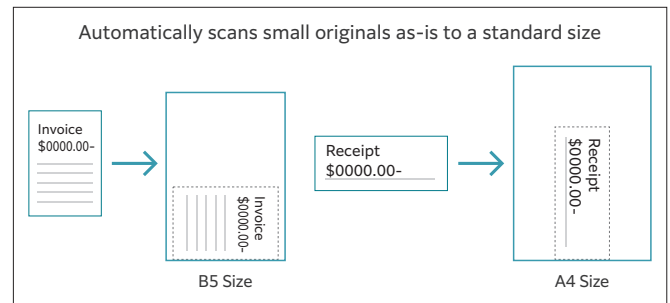 Automatically scans small originals as-is to a standard size
Invoice
$0000.00-
Invoice
$0000.00-
B5 Size
Receipt
$0000.00-
Receipt
$0000.00-
A4 Size